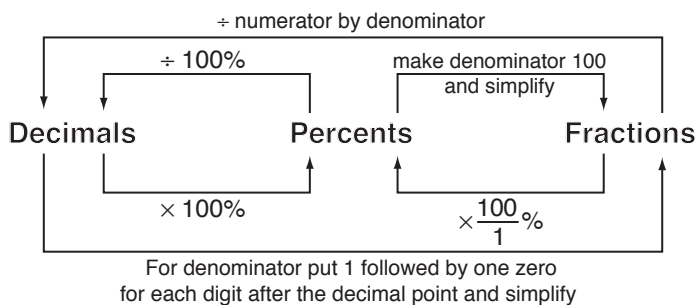 ÷ numerator by denominator
÷ 100%
make denominator 100
and simplify
Decimals Percents Fractions
× 100%
× 100/1 %
For denominator put 1 followed by one zero
for each digit after the decimal point and simplify